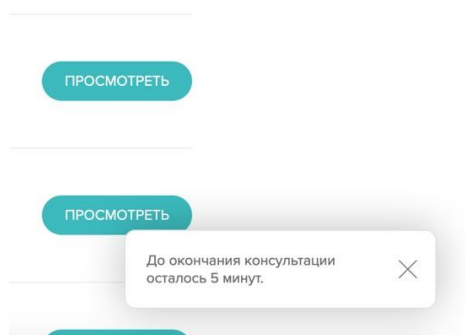 ПРОСМОТРЕТЬ
ПРОСМОТРЕТЬ
До окончания консультации
осталось 5 минут.